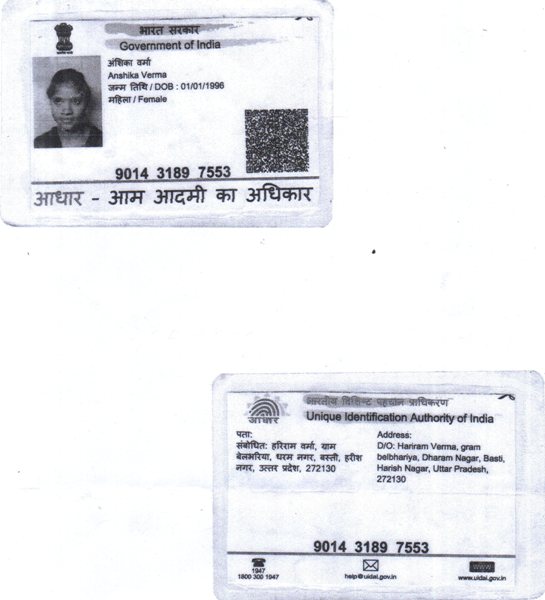 भारत सरकार
Government of India
अंशिका वर्मा
Anshika Verma
जन्म तिथि / DOB : 01/01/1996
महिला / Female
9014 3189 7553
आधार - आम आदमी का अधिकार
भारतीय विशिष्ट पहचान प्राधिकरण
Unique Identification Authority of India
आधार
पता:
संबोधित: हरिराम वर्मा, ग्राम
बेलभरिया, धरम नगर, बस्ती, हरीश
नगर, उत्तर प्रदेश, 272130
Address:
D/O: Hariram Verma, gram
belbhariya, Dharam Nagar, Basti,
Harish Nagar, Uttar Pradesh,
272130
9014 3189 7553
1947
1800 300 1947
help@uidai.gov.in
www
www.uidai.gov.in